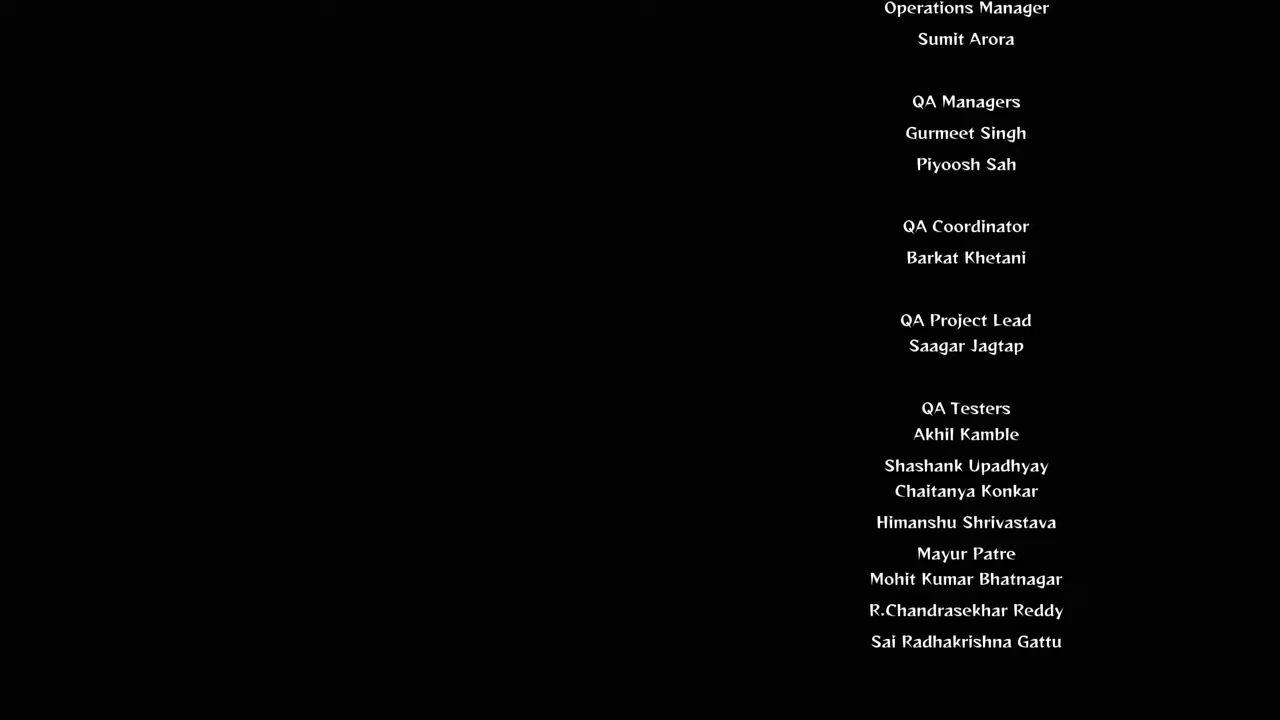 Operations Manager
Sumit Arora
QA Managers
Gurmeet Singh
Piyoosh Sah
QA Coordinator
Barkat Khetani
QA Project Lead
Saagar Jagtap
QA Testers
Akhil Kamble
Shashank Upadhyay
Chaitanya Konkar
Himanshu Shrivastava
Mayur Patre
Mohit Kumar Bhatnagar
R.Chandrasekhar Reddy
Sai Radhakrishna Gattu